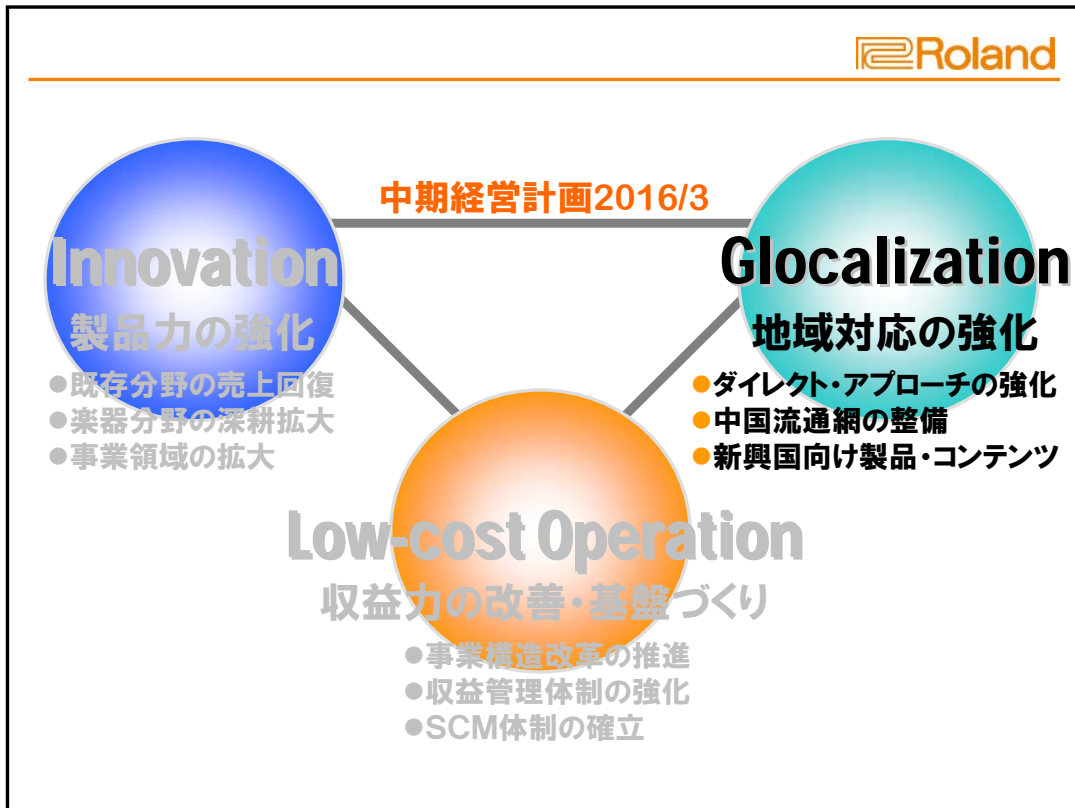 Roland
中期経営計画2016/3
Innovation
製品力の強化
●既存分野の売上回復
●楽器分野の深耕拡大
●事業領域の拡大
Glocalization
地域対応の強化
●ダイレクト・アプローチの強化
●中国流通網の整備
●新興国向け製品・コンテンツ
Low-cost Operation
収益力の改善・基盤づくり
●事業構造改革の推進
●収益管理体制の強化
●SCM体制の確立